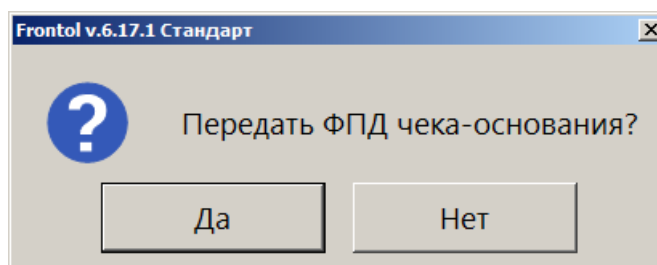 Frontol v.6.17.1 Стандарт
?
Передать ФПД чека-основания?
Да
Нет